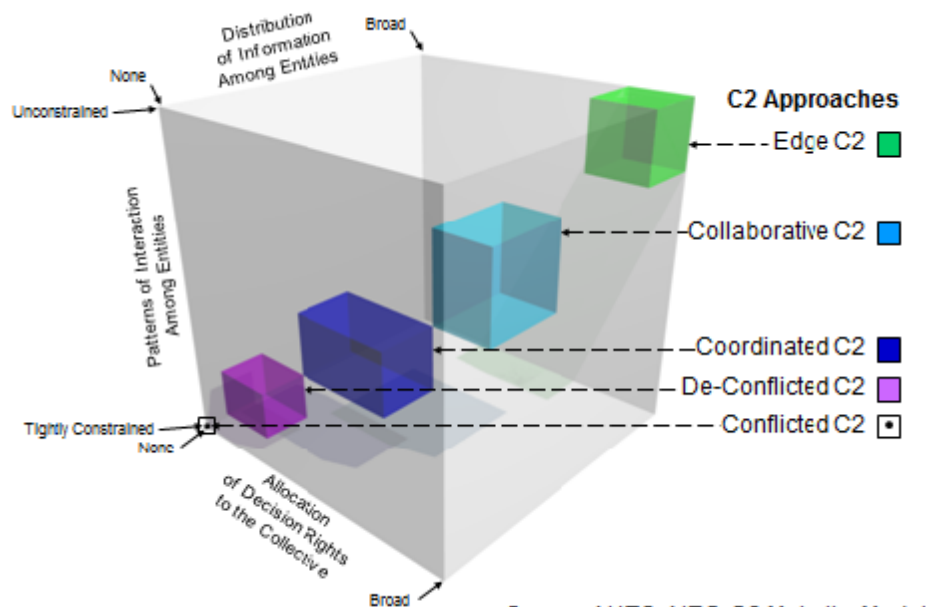 Distribution
of Information
Among Entities
Broad
None
Unconstrained
C2 Approaches
Edge C2
Collaborative C2
Patterns of Interaction
Among Entities
Coordinated C2
De-Conflicted C2
Conflicted C2
Tightly Constrained
None
Allocation
of Decision Rights
to the Collective
Broad